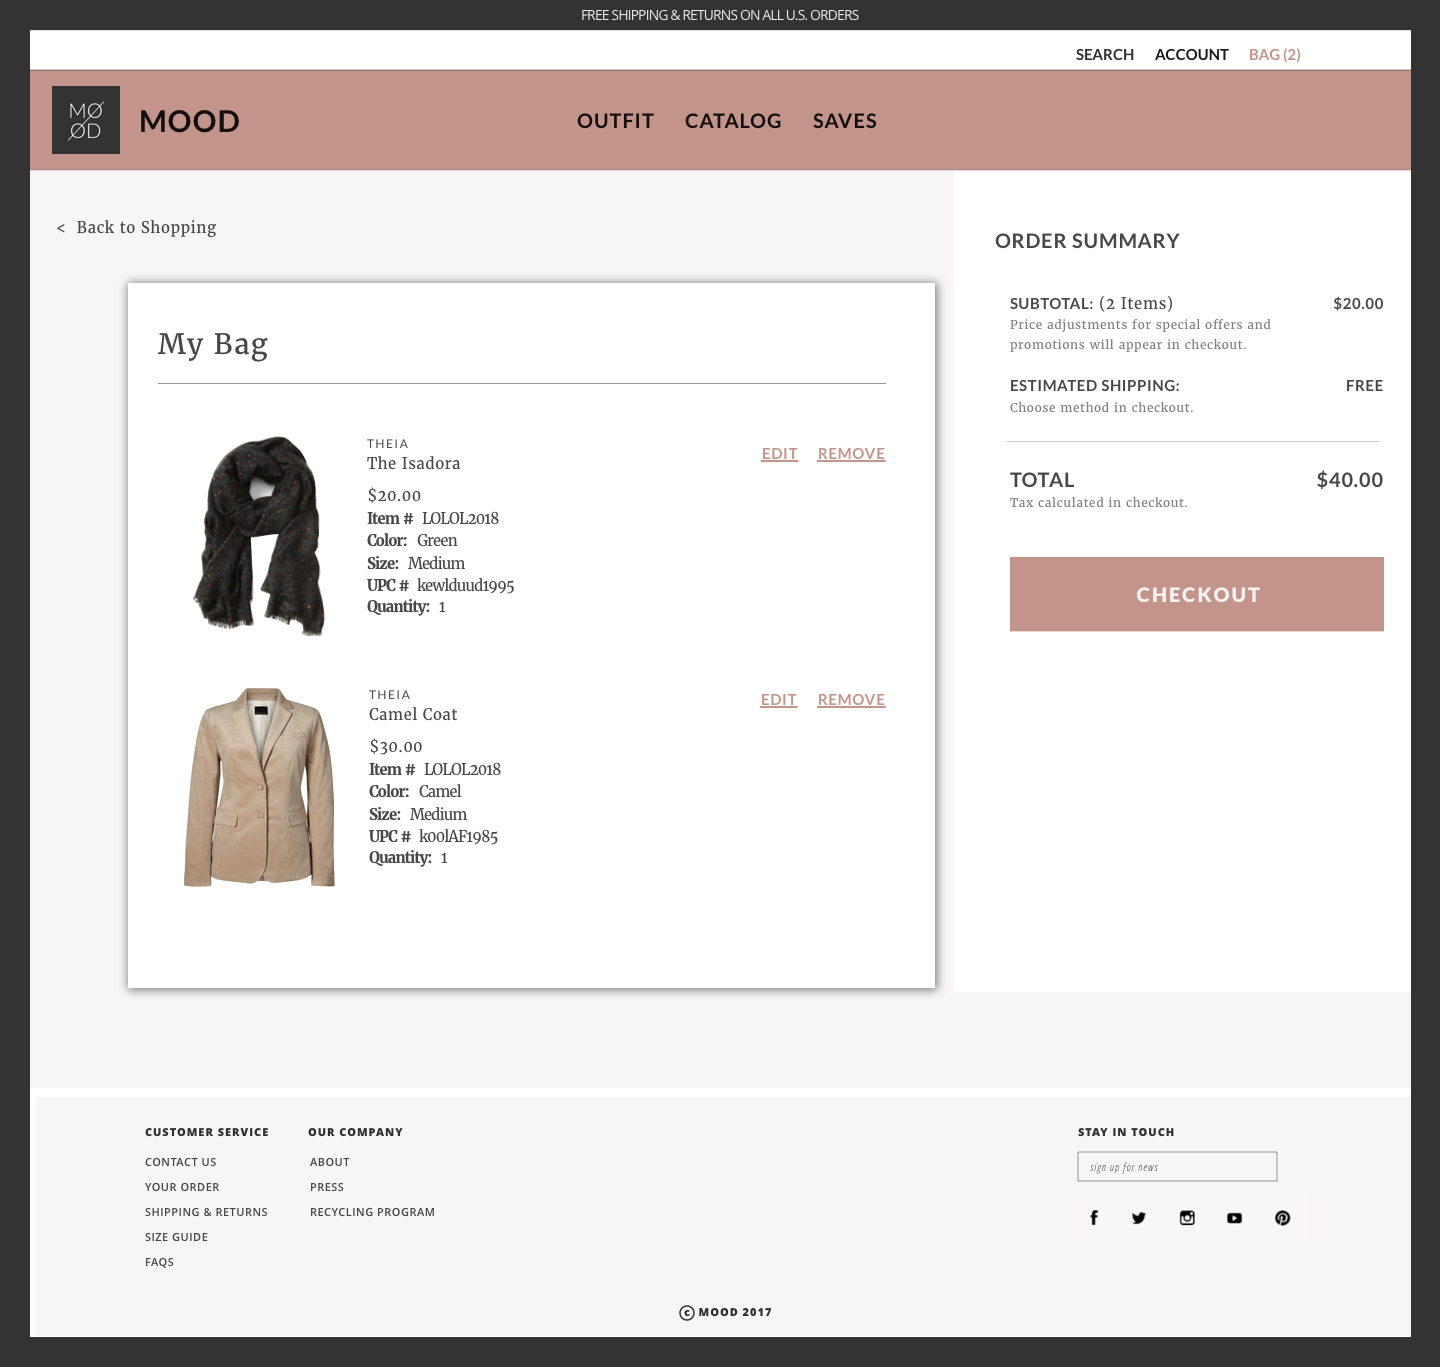 FREE SHIPPING & RETURNS ON ALL U.S. ORDERS
SEARCH ACCOUNT BAG (2)
MØ
ØD
MOOD
OUTFIT CATALOG SAVES
< Back to Shopping
My Bag
THEIA
The Isadora
EDIT REMOVE
$20.00
Item # LOLOL2018
Color: Green
Size: Medium
UPC # kewlduud1995
Quantity: 1
THEIA
Camel Coat
EDIT REMOVE
$30.00
Item # LOLOL2018
Color: Camel
Size: Medium
UPC # k00lAF1985
Quantity: 1
ORDER SUMMARY
SUBTOTAL: (2 Items) $20.00
Price adjustments for special offers and
promotions will appear in checkout.
ESTIMATED SHIPPING: FREE
Choose method in checkout.
TOTAL $40.00
Tax calculated in checkout.
CHECKOUT
CUSTOMER SERVICE
CONTACT US
YOUR ORDER
SHIPPING & RETURNS
SIZE GUIDE
FAQS
OUR COMPANY
ABOUT
PRESS
RECYCLING PROGRAM
STAY IN TOUCH
sign up for news
© MOOD 2017